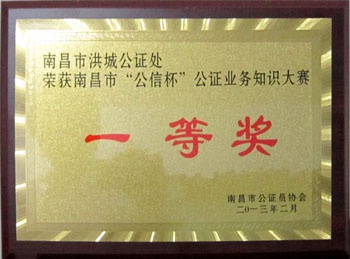 南昌市洪城公证处
荣获南昌市“公信杯”公证业务知识大赛
一等奖
南昌市公证员协会
二〇一三年二月